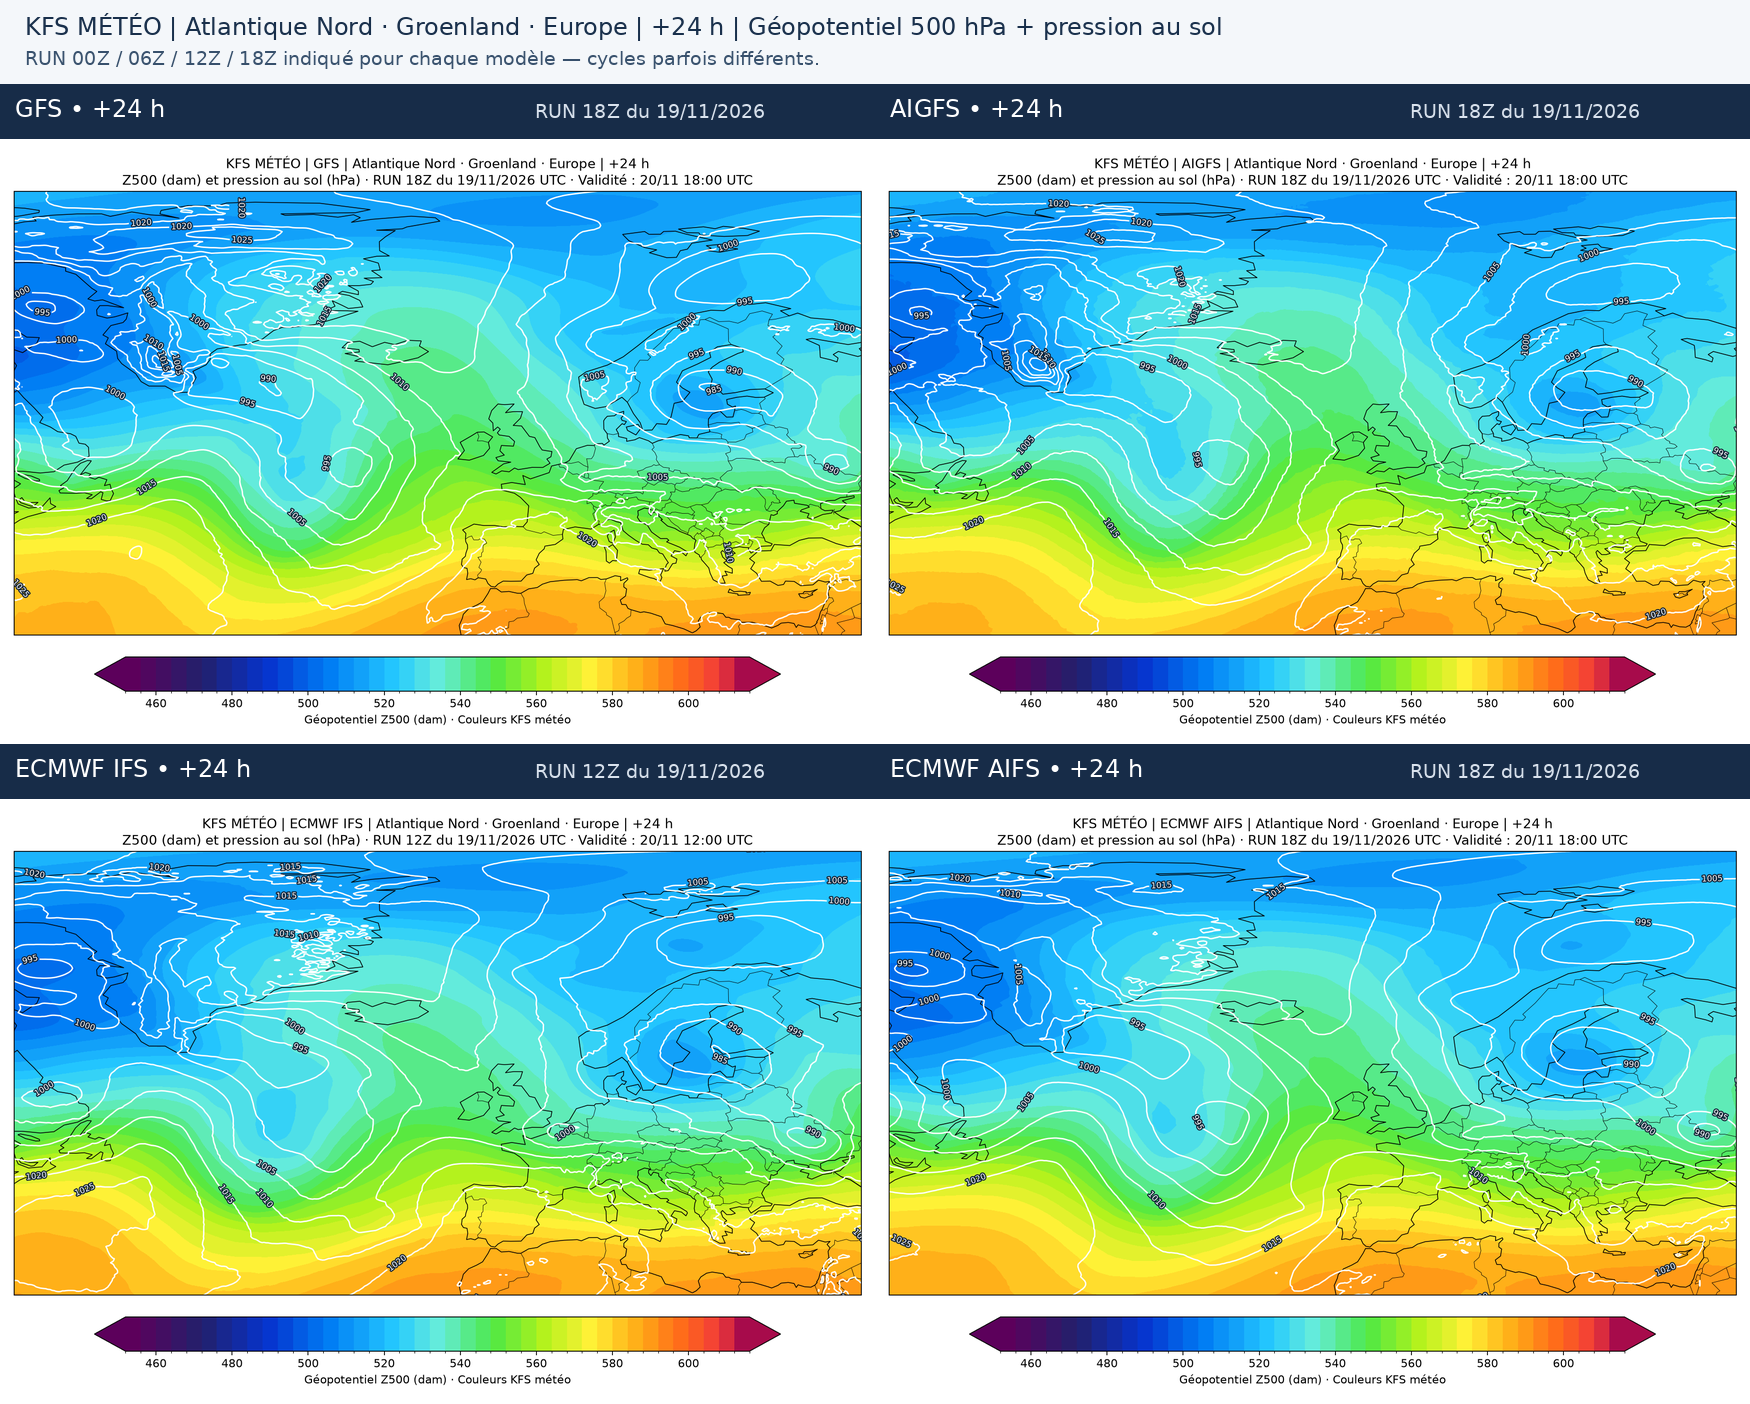 KFS MÉTÉO | Atlantique Nord · Groenland · Europe | +24 h | Géopotentiel 500 hPa + pression au sol
RUN 00Z / 06Z / 12Z / 18Z indiqué pour chaque modèle — cycles parfois différents.
GFS • +24 h
RUN 18Z du 19/11/2026
AIGFS • +24 h
RUN 18Z du 19/11/2026
KFS MÉTÉO | GFS | Atlantique Nord · Groenland · Europe | +24 h
Z500 (dam) et pression au sol (hPa) · RUN 18Z du 19/11/2026 UTC · Validité : 20/11 18:00 UTC
KFS MÉTÉO | AIGFS | Atlantique Nord · Groenland · Europe | +24 h
Z500 (dam) et pression au sol (hPa) · RUN 18Z du 19/11/2026 UTC · Validité : 20/11 18:00 UTC
460 480 500 520 540 560 580 600
Géopotentiel Z500 (dam) · Couleurs KFS météo
460 480 500 520 540 560 580 600
Géopotentiel Z500 (dam) · Couleurs KFS météo
ECMWF IFS • +24 h
RUN 12Z du 19/11/2026
ECMWF AIFS • +24 h
RUN 18Z du 19/11/2026
KFS MÉTÉO | ECMWF IFS | Atlantique Nord · Groenland · Europe | +24 h
Z500 (dam) et pression au sol (hPa) · RUN 12Z du 19/11/2026 UTC · Validité : 20/11 12:00 UTC
KFS MÉTÉO | ECMWF AIFS | Atlantique Nord · Groenland · Europe | +24 h
Z500 (dam) et pression au sol (hPa) · RUN 18Z du 19/11/2026 UTC · Validité : 20/11 18:00 UTC
460 480 500 520 540 560 580 600
Géopotentiel Z500 (dam) · Couleurs KFS météo
460 480 500 520 540 560 580 600
Géopotentiel Z500 (dam) · Couleurs KFS météo